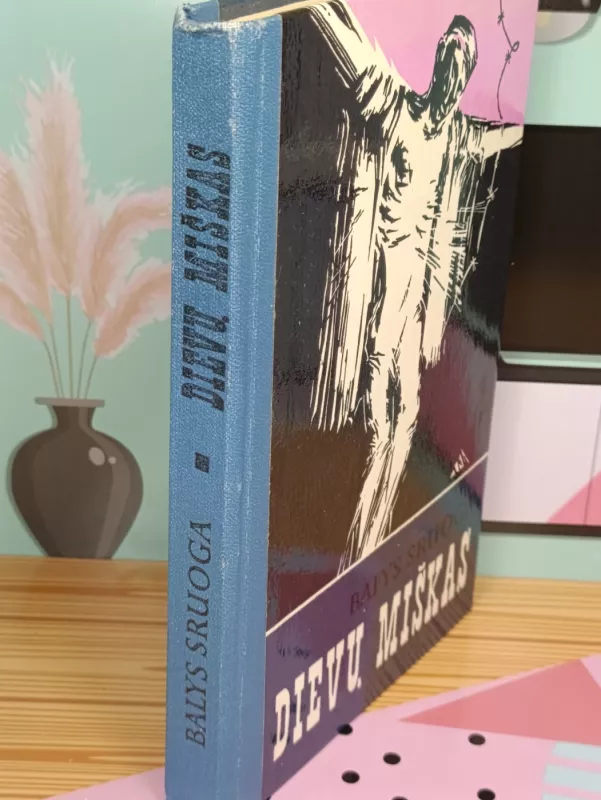 BALYS SRUOGA ▪ DIEVŲ MIŠKAS
BALYS SRUOGA
DIEVŲ MIŠKAS